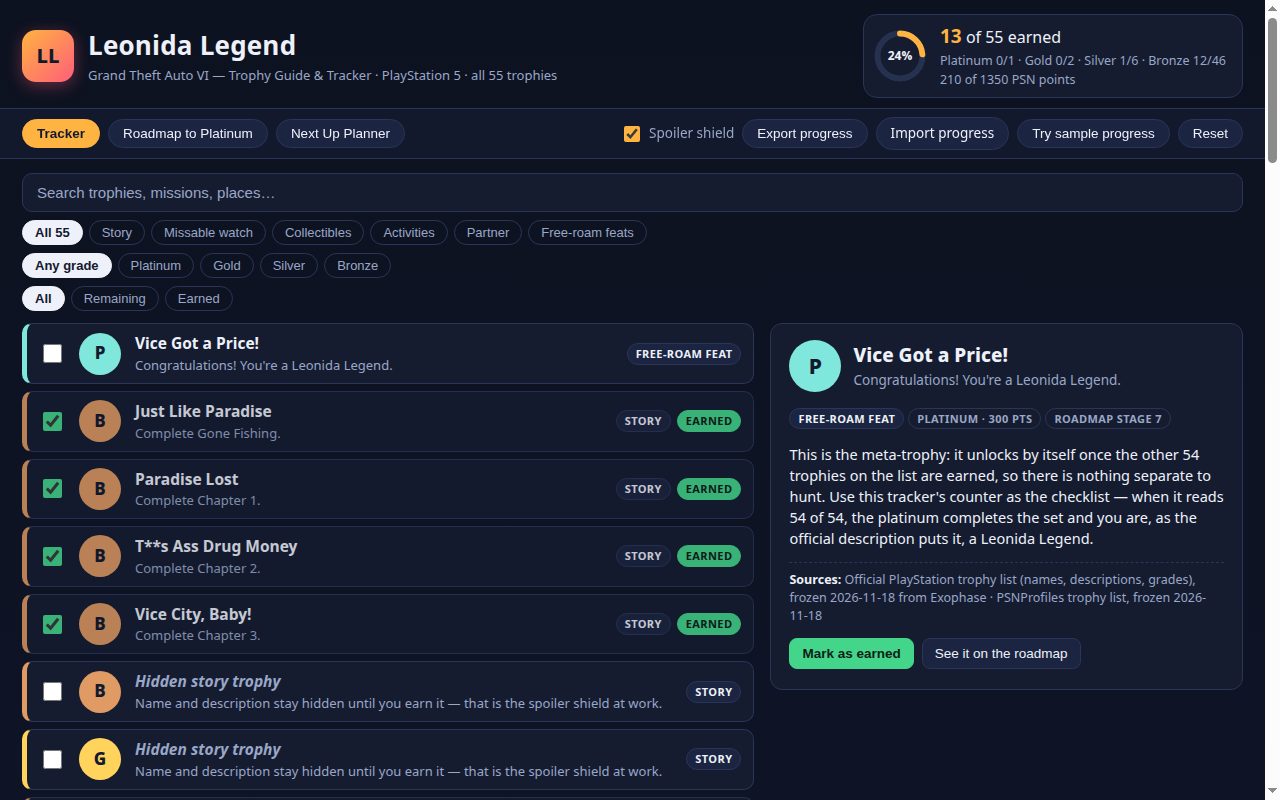 LL
Leonida Legend
Grand Theft Auto VI — Trophy Guide & Tracker · PlayStation 5 · all 55 trophies
24%
13 of 55 earned
Platinum 0/1 · Gold 0/2 · Silver 1/6 · Bronze 12/46
210 of 1350 PSN points
Tracker
Roadmap to Platinum
Next Up Planner
Spoiler shield
Export progress
Import progress
Try sample progress
Reset
Search trophies, missions, places…
All 55
Story
Missable watch
Collectibles
Activities
Partner
Free-roam feats
Any grade
Platinum
Gold
Silver
Bronze
All
Remaining
Earned
P
Vice Got a Price!
Congratulations! You're a Leonida Legend.
FREE-ROAM FEAT
B
Just Like Paradise
Complete Gone Fishing.
STORY
EARNED
B
Paradise Lost
Complete Chapter 1.
STORY
EARNED
B
T**s Ass Drug Money
Complete Chapter 2.
STORY
EARNED
B
Vice City, Baby!
Complete Chapter 3.
STORY
EARNED
B
Hidden story trophy
Name and description stay hidden until you earn it — that is the spoiler shield at work.
STORY
G
Hidden story trophy
Name and description stay hidden until you earn it — that is the spoiler shield at work.
STORY
P
Vice Got a Price!
Congratulations! You're a Leonida Legend.
FREE-ROAM FEAT
PLATINUM · 300 PTS
ROADMAP STAGE 7
This is the meta-trophy: it unlocks by itself once the other 54
trophies on the list are earned, so there is nothing separate to
hunt. Use this tracker's counter as the checklist — when it reads
54 of 54, the platinum completes the set and you are, as the
official description puts it, a Leonida Legend.
Sources: Official PlayStation trophy list (names, descriptions, grades),
frozen 2026-11-18 from Exophase · PSNProfiles trophy list, frozen 2026-
11-18
Mark as earned
See it on the roadmap